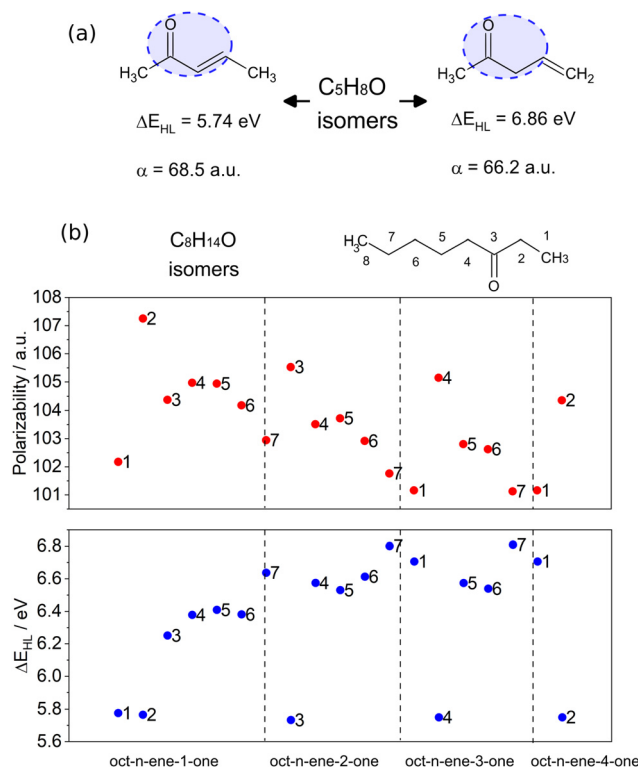 (a)
O
O
H₃C
CH₃
H₃C
CH₂
C₅H₈O
isomers
ΔE_HL = 5.74 eV
ΔE_HL = 6.86 eV
α = 68.5 a.u.
α = 66.2 a.u.
(b)
C₈H₁₄O
isomers
H₃C 7 5 3 1
8 6 4 2 CH₃
O
108
107
106
105
104
103
102
101
Polarizability / a.u.
1 2 3 4 5 6 7 3 4 5 6 7 1 4 5 6 7 1 2
6.8
6.6
6.4
6.2
6.0
5.8
5.6
ΔE_HL / eV
1 2 3 4 5 6 7 3 4 5 6 7 1 4 5 6 7 1 2
oct-n-ene-1-one oct-n-ene-2-one oct-n-ene-3-one oct-n-ene-4-one